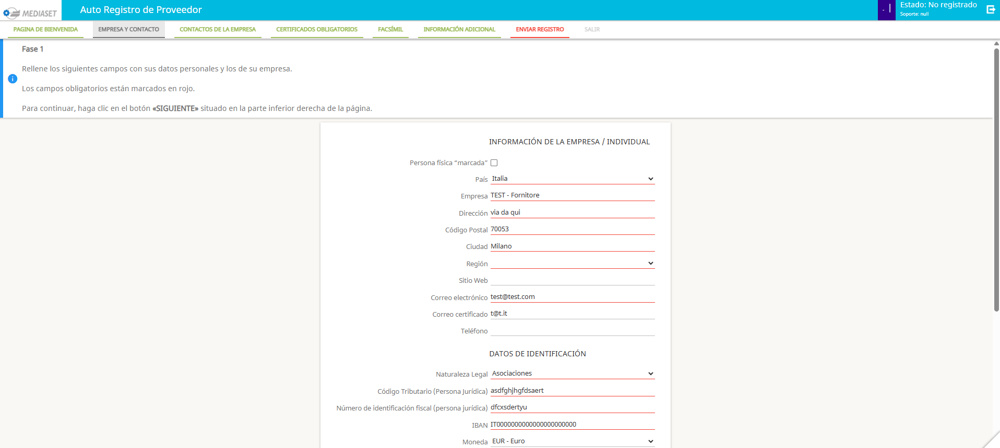 MEDIASET
Auto Registro de Proveedor
Estado: No registrado
Soporte: null
PAGINA DE BIENVENIDA
EMPRESA Y CONTACTO
CONTACTOS DE LA EMPRESA
CERTIFICADOS OBLIGATORIOS
FACSÍMIL
INFORMACIÓN ADICIONAL
ENVIAR REGISTRO
SALIR
Fase 1
Rellene los siguientes campos con sus datos personales y los de su empresa.
Los campos obligatorios están marcados en rojo.
Para continuar, haga clic en el botón «SIGUIENTE» situado en la parte inferior derecha de la página.
INFORMACIÓN DE LA EMPRESA / INDIVIDUAL
Persona física “marcada”
País Italia
Empresa TEST - Fornitore
Dirección via da qui
Código Postal 70053
Ciudad Milano
Región
Sitio Web
Correo electrónico test@test.com
Correo certificado t@t.it
Teléfono
DATOS DE IDENTIFICACIÓN
Naturaleza Legal Asociaciones
Código Tributario (Persona Jurídica) asdfghjhgfdsaert
Número de identificación fiscal (persona jurídica) dfcxsdertyu
IBAN IT0000000000000000000000
Moneda EUR - Euro